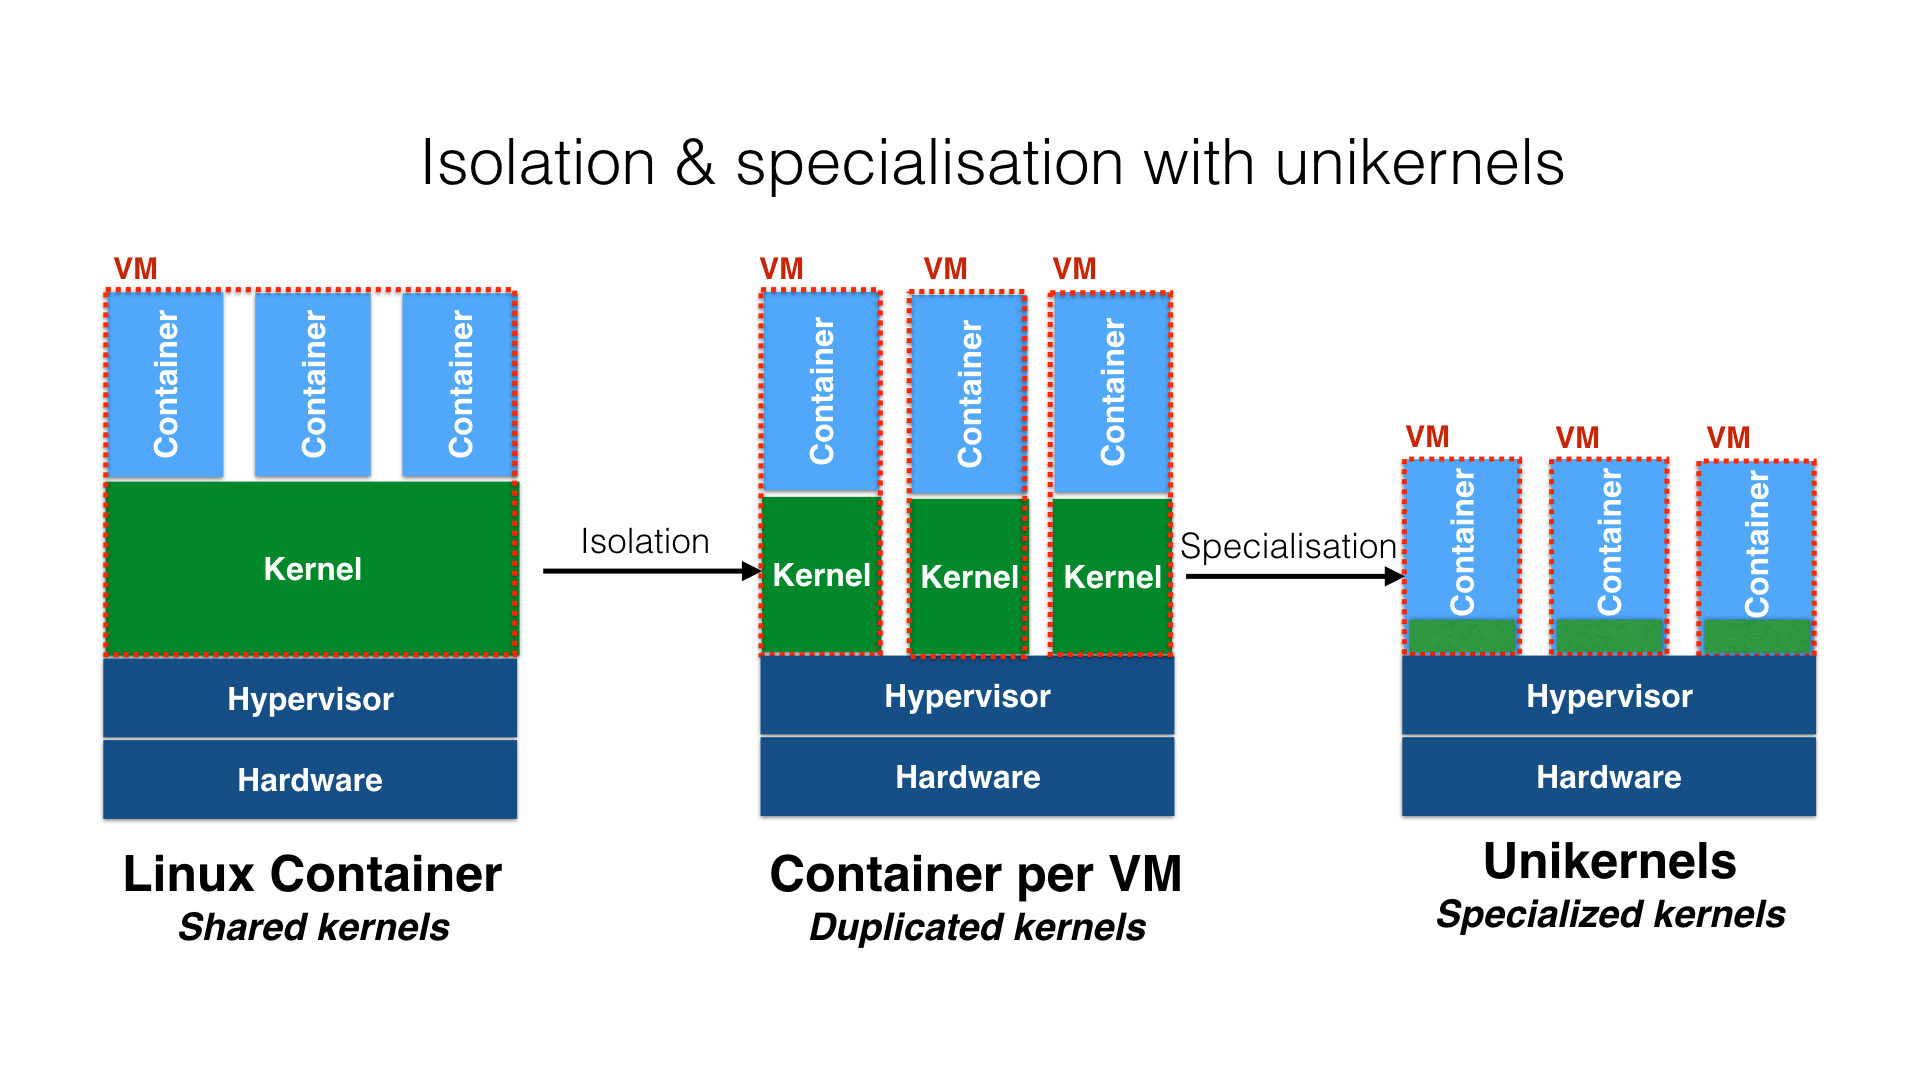 Isolation & specialisation with unikernels
VM
Container
Container
Container
Kernel
Hypervisor
Hardware
Linux Container
Shared kernels
Isolation
VM
VM
VM
Container
Container
Container
Kernel
Kernel
Kernel
Hypervisor
Hardware
Container per VM
Duplicated kernels
Specialisation
VM
VM
VM
Container
Container
Container
Hypervisor
Hardware
Unikernels
Specialized kernels